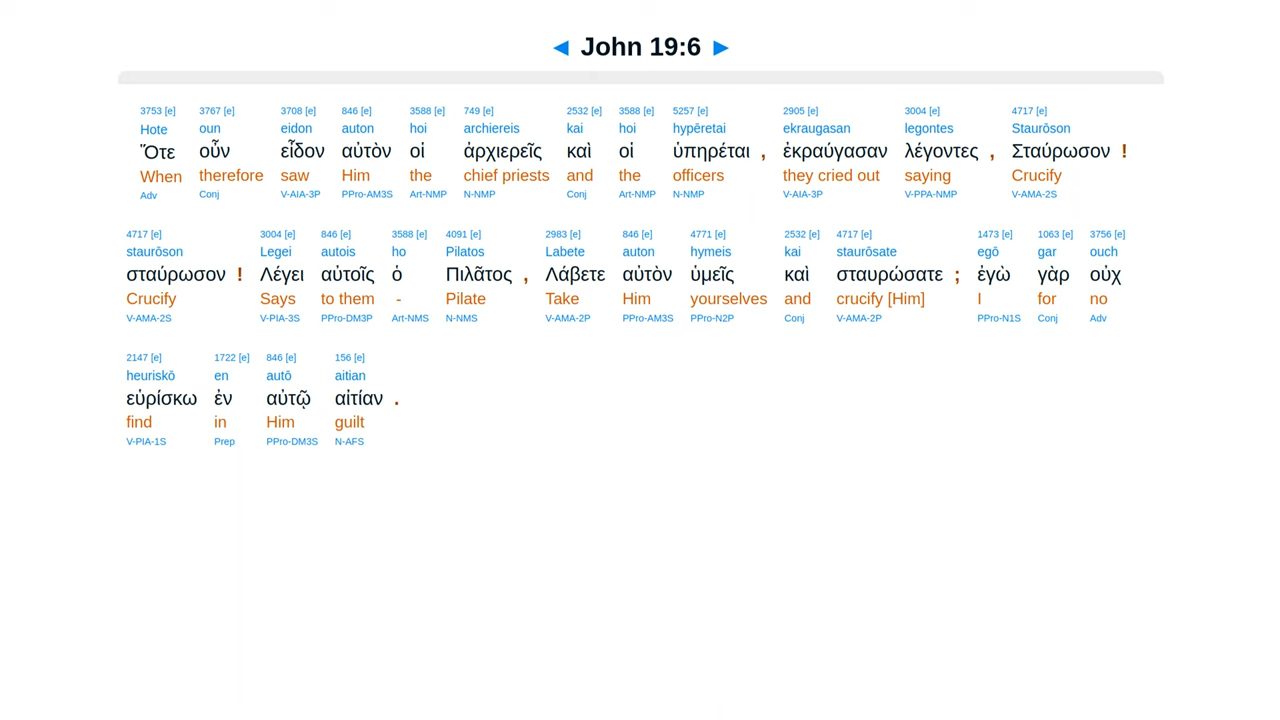 ◄ John 19:6 ►
3753 [e] 3767 [e] 3708 [e] 846 [e] 3588 [e] 749 [e] 2532 [e] 3588 [e] 5257 [e] 2905 [e] 3004 [e] 4717 [e]
Hote oun eidon auton hoi archiereis kai hoi hypēretai ekraugasan legontes Staurōson
Ὅτε οὖν εἶδον αὐτὸν οἱ ἀρχιερεῖς καὶ οἱ ὑπηρέται , ἐκραύγασαν λέγοντες , Σταύρωσον !
When therefore saw Him the chief priests and the officers they cried out saying Crucify
Adv Conj V-AIA-3P PPro-AM3S Art-NMP N-NMP Conj Art-NMP N-NMP V-AIA-3P V-PPA-NMP V-AMA-2S
4717 [e] 3004 [e] 846 [e] 3588 [e] 4091 [e] 2983 [e] 846 [e] 4771 [e] 2532 [e] 4717 [e] 1473 [e] 1063 [e] 3756 [e]
staurōson Legei autois ho Pilatos Labete auton hymeis kai staurōsate egō gar ouch
σταύρωσον ! Λέγει αὐτοῖς ὁ Πιλᾶτος , Λάβετε αὐτὸν ὑμεῖς καὶ σταυρώσατε ; ἐγὼ γὰρ οὐχ
Crucify Says to them - Pilate Take Him yourselves and crucify [Him] I for no
V-AMA-2S V-PIA-3S PPro-DM3P Art-NMS N-NMS V-AMA-2P PPro-AM3S PPro-N2P Conj V-AMA-2P PPro-N1S Conj Adv
2147 [e] 1722 [e] 846 [e] 156 [e]
heuriskō en autō aitian
εὑρίσκω ἐν αὐτῷ αἰτίαν .
find in Him guilt
V-PIA-1S Prep PPro-DM3S N-AFS